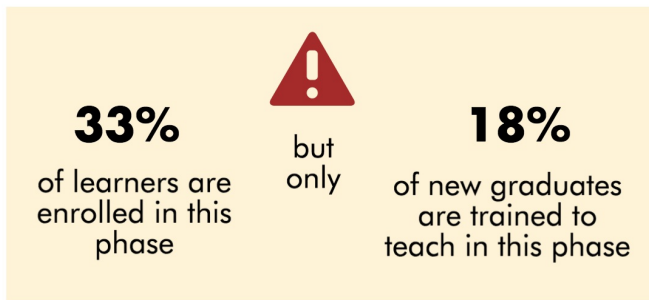 33%
of learners are
enrolled in this
phase
but
only
18%
of new graduates
are trained to
teach in this phase